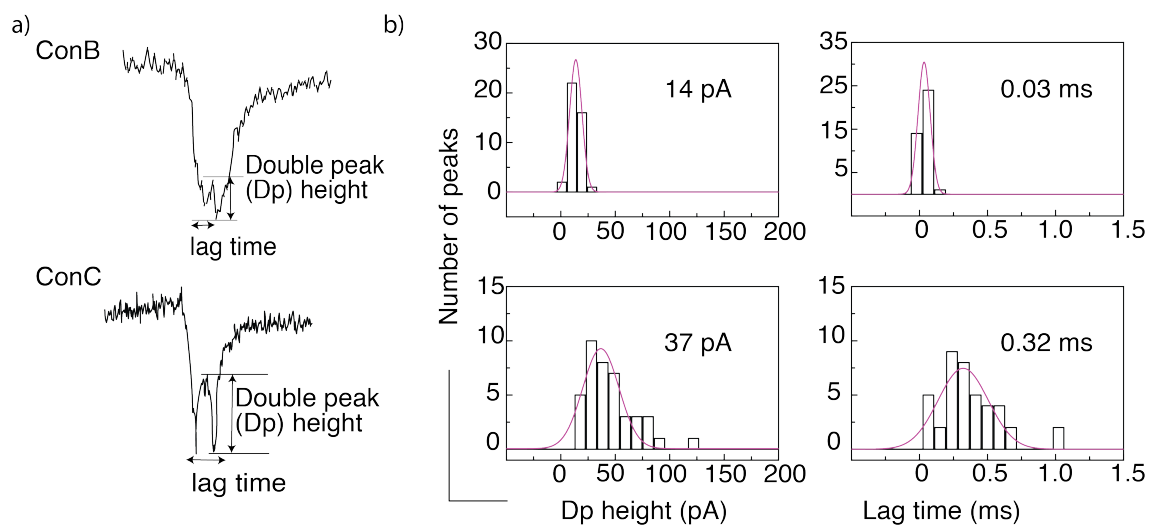 a)
ConB
Double peak
(Dp) height
lag time
ConC
Double peak
(Dp) height
lag time
b)
Number of peaks
30
20
10
0
14 pA
0 50 100 150 200
35
25
15
5
0.03 ms
0 0.5 1.0 1.5
15
10
5
0
37 pA
0 50 100 150 200
Dp height (pA)
15
10
5
0
0.32 ms
0 0.5 1.0 1.5
Lag time (ms)